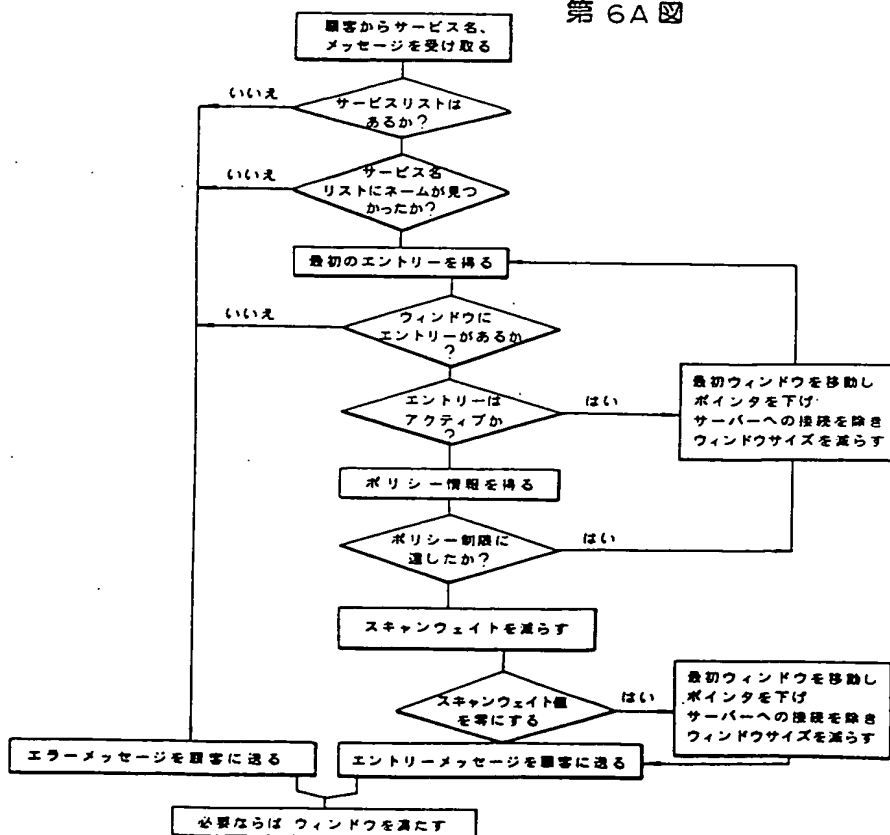 第 6A 図
顧客からサービス名、
メッセージを受け取る
いいえ
サービスリストは
あるか?
いいえ
サービス名
リストにネームが見つ
かったか?
最初のエントリーを得る
いいえ
ウィンドウに
エントリーがあるか
?
エントリーは
アクティブか
?
はい
最初ウィンドウを移動し
ポインタを下げ
サーバーへの接続を除き
ウィンドウサイズを減らす
ポリシー情報を得る
ポリシー制限に
達したか?
はい
スキャンウェイトを減らす
スキャンウェイト値
を零にする
はい
最初ウィンドウを移動し
ポインタを下げ
サーバーへの接続を除き
ウィンドウサイズを減らす
エラーメッセージを顧客に送る
エントリーメッセージを顧客に送る
必要ならば ウィンドウを満たす